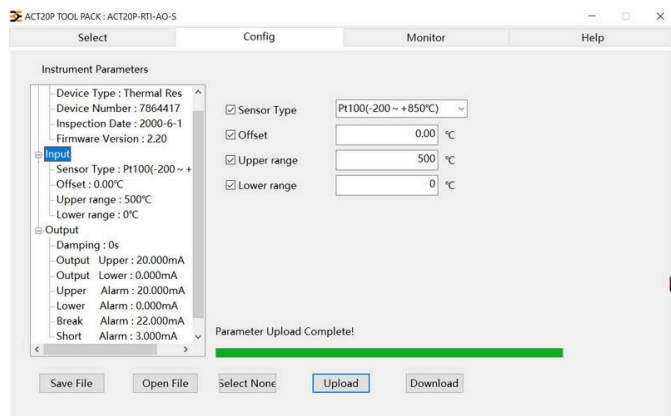 ACT20P TOOL PACK : ACT20P-RTI-AO-S
Select Config Monitor Help
Instrument Parameters
Device Type : Thermal Res
Device Number : 7864417
Inspection Date : 2000-6-1
Firmware Version : 2.20
Input
Sensor Type : Pt100(-200 ~ +
Offset : 0.00℃
Upper range : 500℃
Lower range : 0℃
Output
Damping : 0s
Output Upper : 20.000mA
Output Lower : 0.000mA
Upper Alarm : 20.000mA
Lower Alarm : 0.000mA
Break Alarm : 22.000mA
Short Alarm : 3.000mA
Sensor Type Pt100(-200 ~ +850℃)
Offset 0.00 ℃
Upper range 500 ℃
Lower range 0 ℃
Parameter Upload Complete!
Save File Open File Select None Upload Download